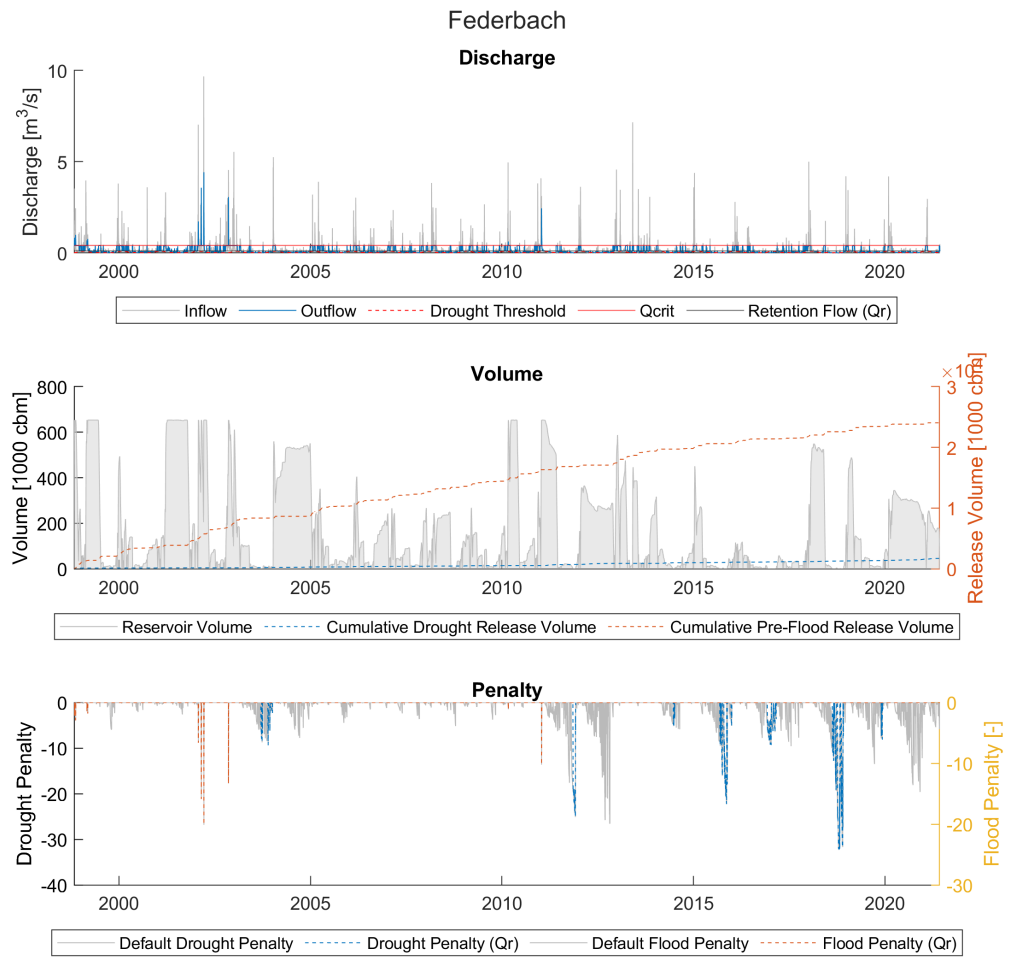 Federbach
Discharge
Discharge [m³/s]
10
5
0
2000 2005 2010 2015 2020
Inflow Outflow Drought Threshold Qcrit Retention Flow (Qr)
Volume
Volume [1000 cbm]
800
600
400
200
0
×10
3
2
1
0
Release Volume [1000 cbm]
2000 2005 2010 2015 2020
Reservoir Volume Cumulative Drought Release Volume Cumulative Pre-Flood Release Volume
Penalty
Drought Penalty
0
-10
-20
-30
-40
0
-10
-20
-30
Flood Penalty [-]
2000 2005 2010 2015 2020
Default Drought Penalty Drought Penalty (Qr) Default Flood Penalty Flood Penalty (Qr)